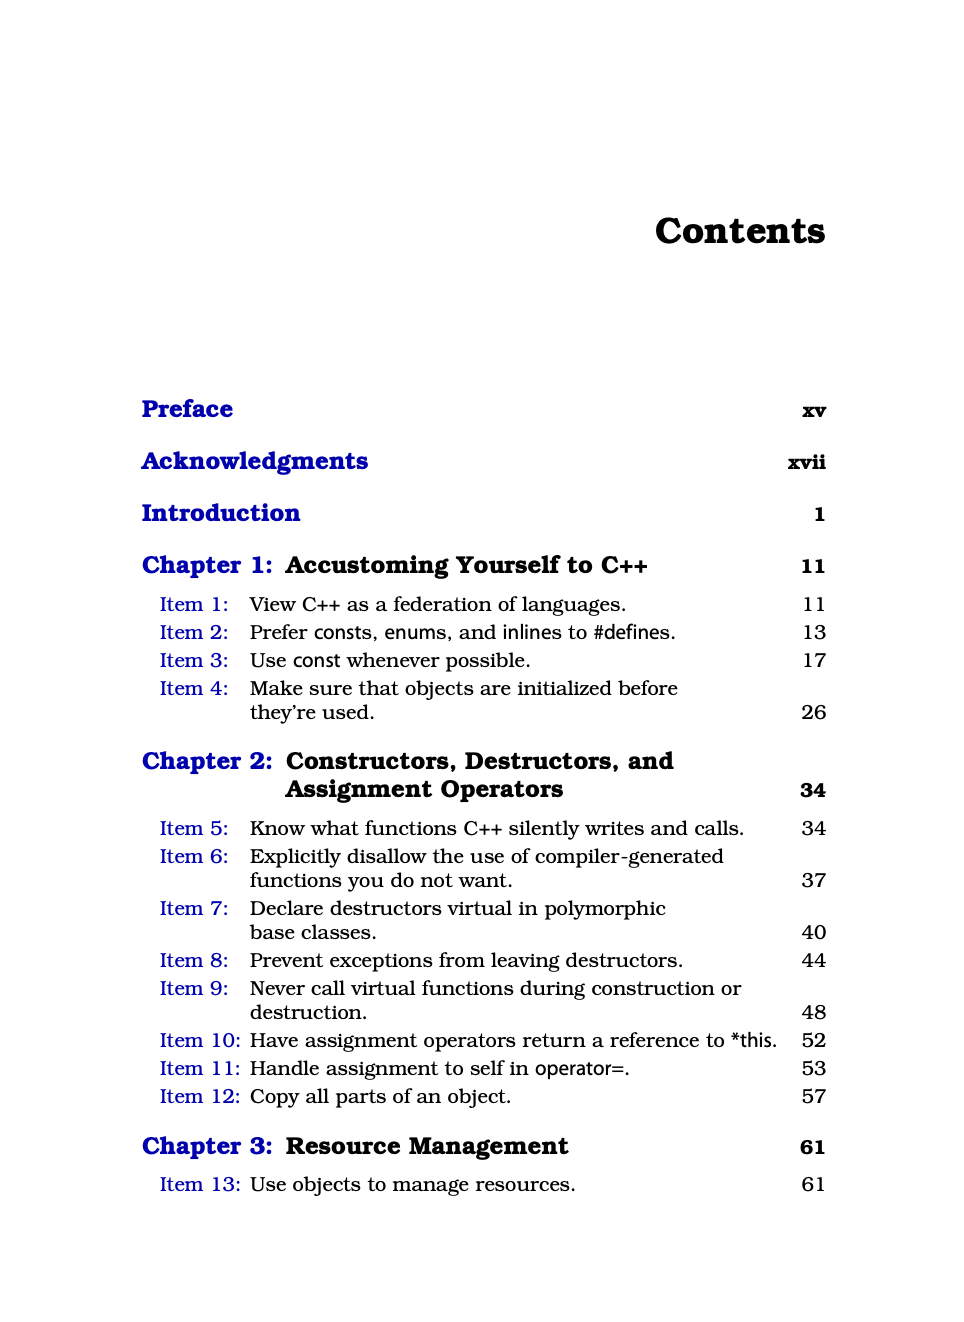 Contents
Preface xv
Acknowledgments xvii
Introduction 1
Chapter 1: Accustoming Yourself to C++ 11
Item 1: View C++ as a federation of languages. 11
Item 2: Prefer consts, enums, and inlines to #defines. 13
Item 3: Use const whenever possible. 17
Item 4: Make sure that objects are initialized before
they’re used. 26
Chapter 2: Constructors, Destructors, and
Assignment Operators 34
Item 5: Know what functions C++ silently writes and calls. 34
Item 6: Explicitly disallow the use of compiler-generated
functions you do not want. 37
Item 7: Declare destructors virtual in polymorphic
base classes. 40
Item 8: Prevent exceptions from leaving destructors. 44
Item 9: Never call virtual functions during construction or
destruction. 48
Item 10: Have assignment operators return a reference to *this. 52
Item 11: Handle assignment to self in operator=. 53
Item 12: Copy all parts of an object. 57
Chapter 3: Resource Management 61
Item 13: Use objects to manage resources. 61